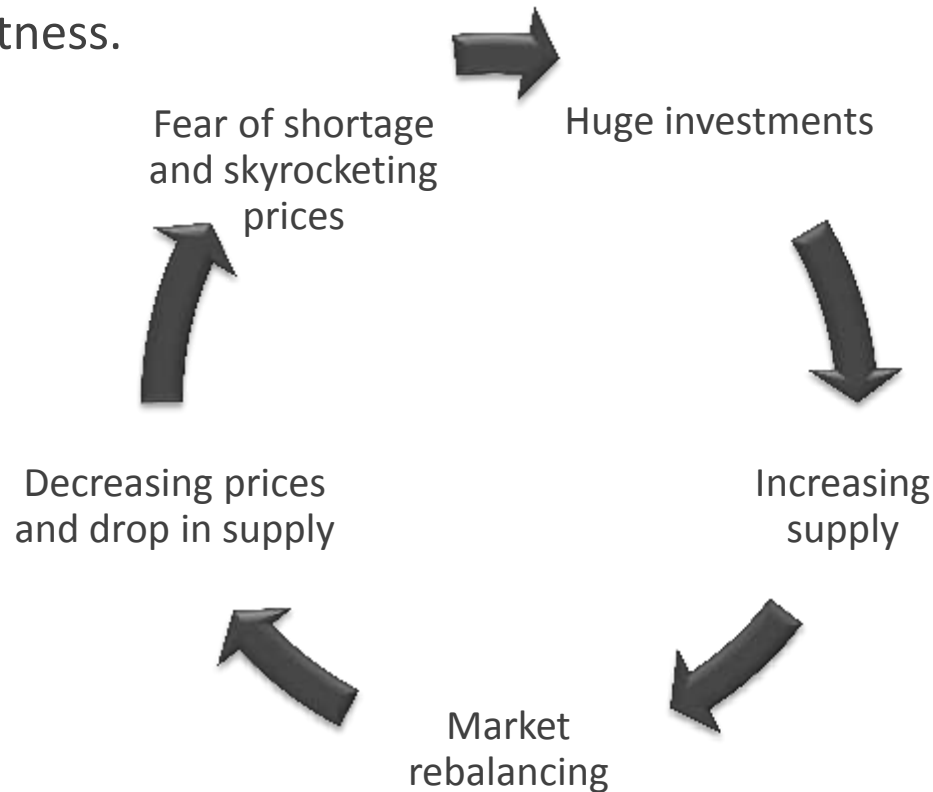 tness.
Fear of shortage
and skyrocketing
prices
Huge investments
Increasing
supply
Market
rebalancing
Decreasing prices
and drop in supply